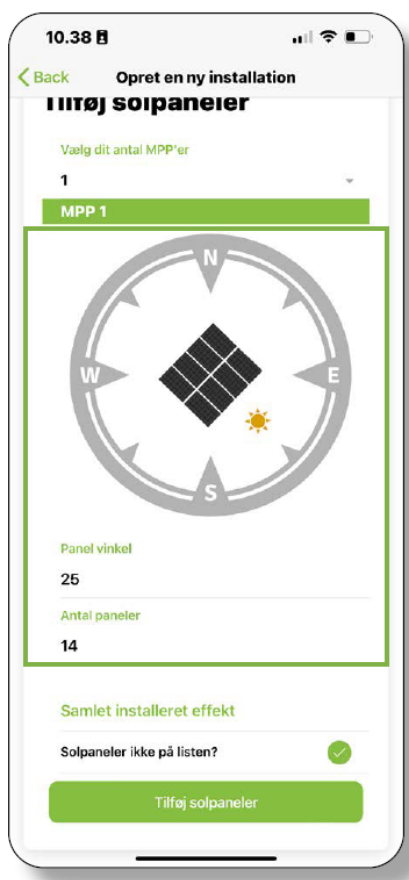 10.38
Back
Opret en ny installation
Tilføj solpaneler
Vælg dit antal MPP'er
1
MPP 1
N
W
E
S
Panel vinkel
25
Antal paneler
14
Samlet installeret effekt
Solpaneler ikke på listen?
Tilføj solpaneler